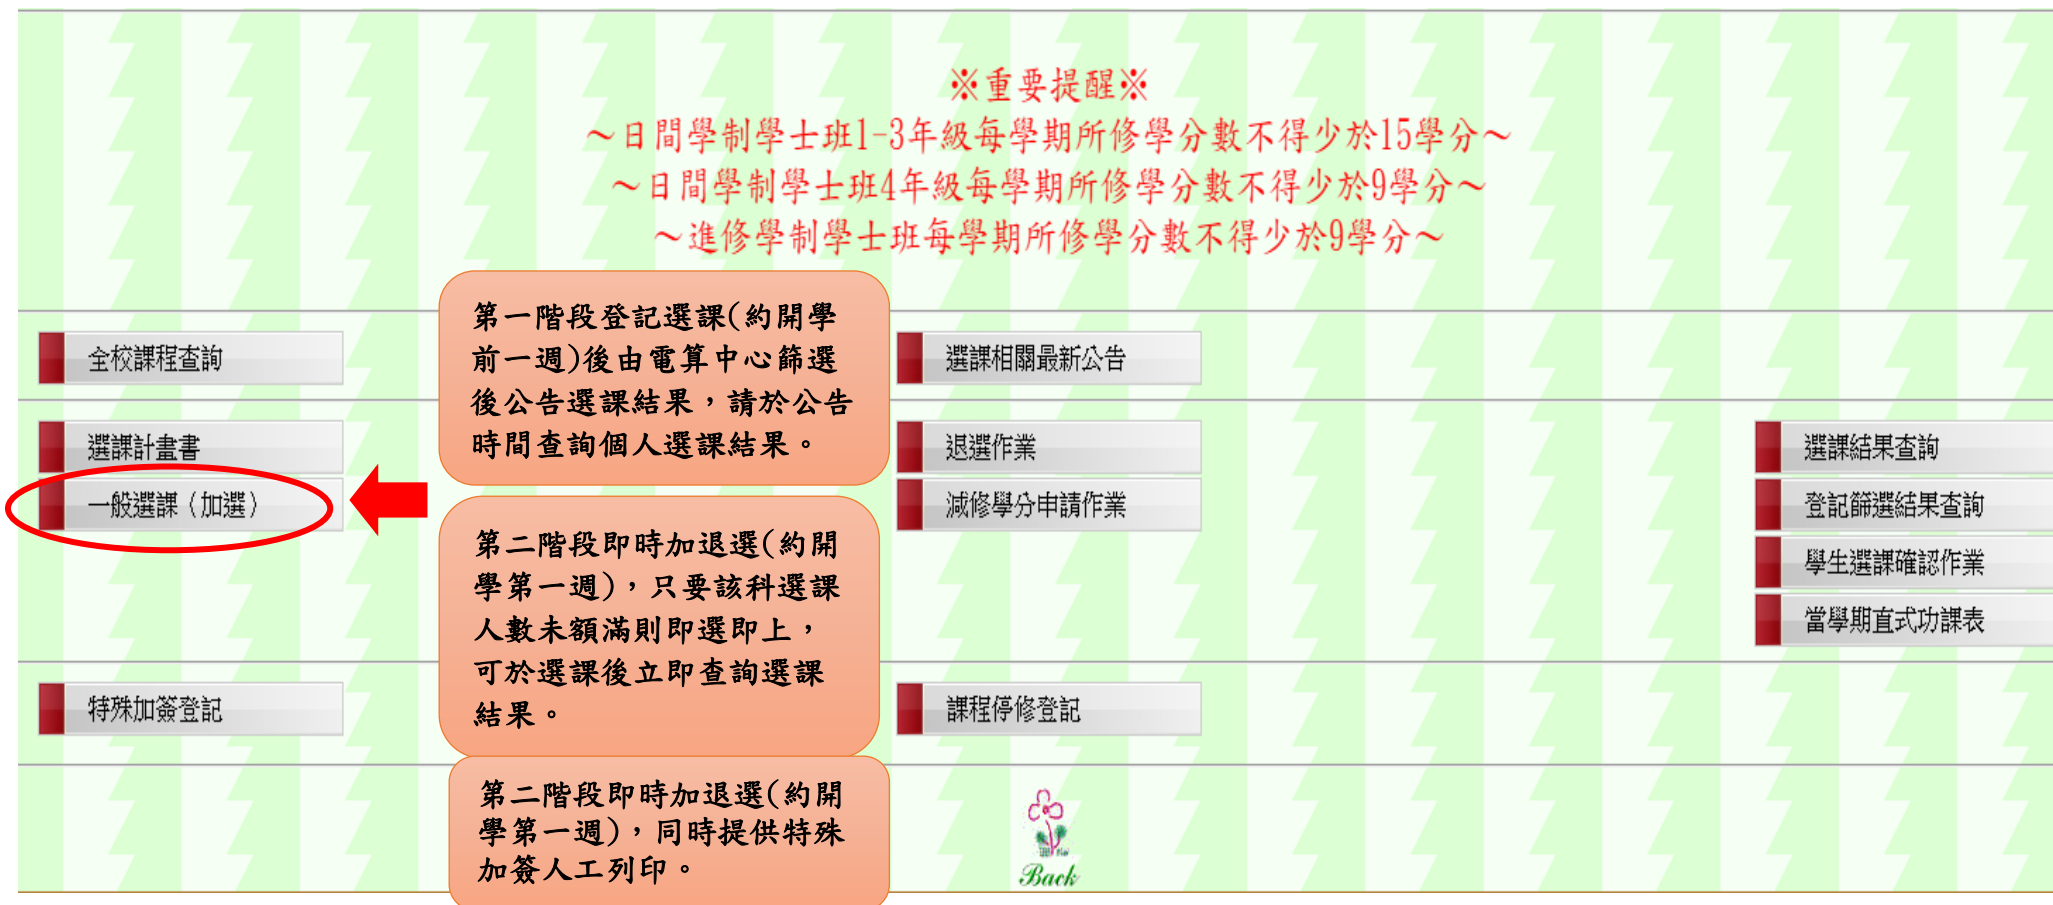 ※重要提醒※
～日間學制學士班1-3年級每學期所修學分數不得少於15學分～
～日間學制學士班4年級每學期所修學分數不得少於9學分～
～進修學制學士班每學期所修學分數不得少於9學分～
第一階段登記選課(約開學
前一週)後由電算中心篩選
後公告選課結果，請於公告
時間查詢個人選課結果。
全校課程查詢
選課相關最新公告
選課計畫書
退選作業
選課結果查詢
一般選課（加選）
減修學分申請作業
登記篩選結果查詢
第二階段即時加退選(約開
學第一週)，只要該科選課
人數未額滿則即選即上，
可於選課後立即查詢選課
結果。
學生選課確認作業
當學期直式功課表
特殊加簽登記
課程停修登記
第二階段即時加退選(約開
學第一週)，同時提供特殊
加簽人工列印。
Back